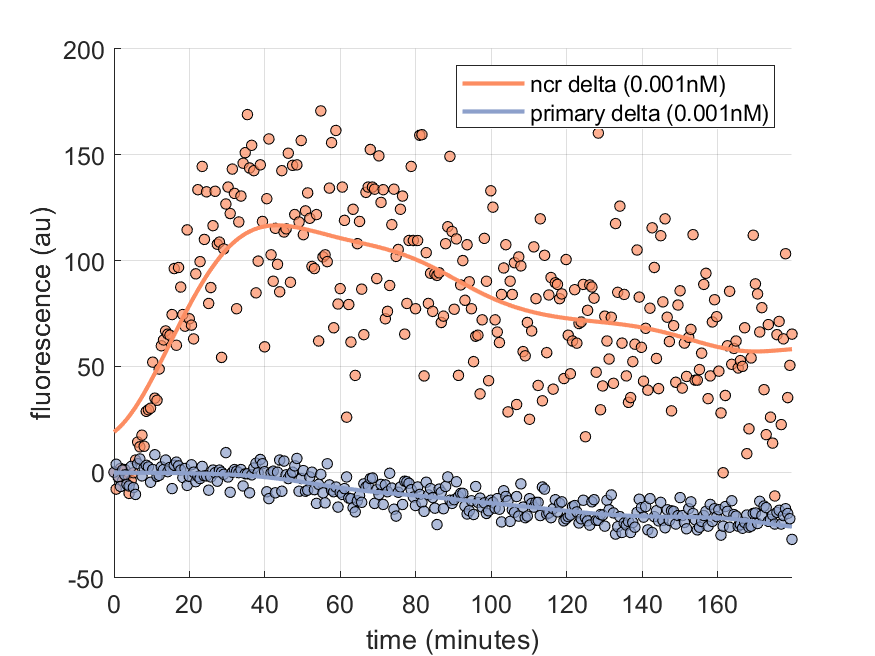 200
150
100
50
0
-50
0 20 40 60 80 100 120 140 160
time (minutes)
fluorescence (au)
ncr delta (0.001nM)
primary delta (0.001nM)